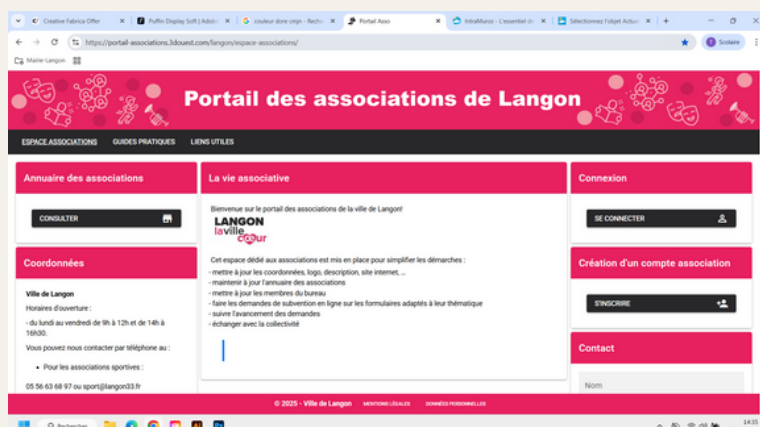 Creative Fabrica Offer
Puffin Display Soft | Adobe
couleur dore cmjn - Reche
Portail Asso
IntraMuros - L'essentiel de
Sélectionnez l'objet Actual
https://portail-associations.3douest.com/langon/espace-associations/
Scolaire
Mairie-Langon
Portail des associations de Langon
ESPACE ASSOCIATIONS GUIDES PRATIQUES LIENS UTILES
Annuaire des associations
CONSULTER
Coordonnées
Ville de Langon
Horaires d'ouverture :
- du lundi au vendredi de 9h à 12h et de 14h à
16h30.
Vous pouvez nous contacter par téléphone au :
• Pour les associations sportives :
05 56 63 68 97 ou sport@langon33.fr
La vie associative
Bienvenue sur le portail des associations de la ville de Langon!
LANGON
laville
cœur
Cet espace dédié aux associations est mis en place pour simplifier les démarches :
- mettre à jour les coordonnées, logo, description, site internet, ...
- maintenir à jour l'annuaire des associations
- mettre à jour les membres du bureau
- faire les demandes de subvention en ligne sur les formulaires adaptés à leur thématique
- suivre l'avancement des demandes
- échanger avec la collectivité
Connexion
SE CONNECTER
Création d'un compte association
S'INSCRIRE
Contact
Nom
© 2025 - Ville de Langon MENTIONS LÉGALES DONNÉES PERSONNELLES
Rechercher
14:35